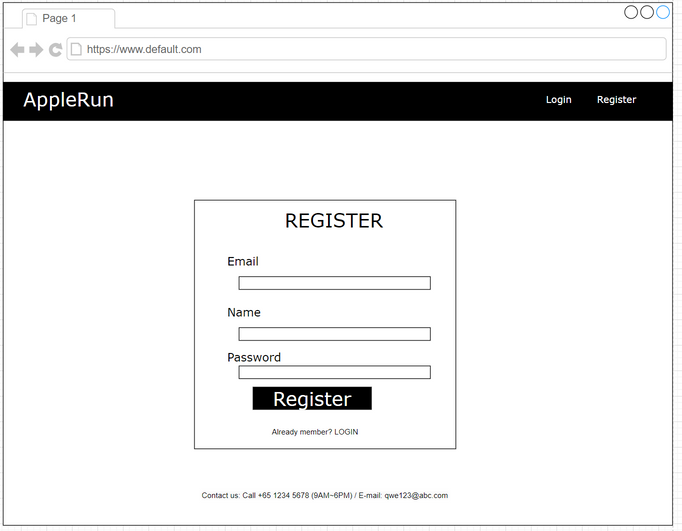 Page 1
https://www.default.com
AppleRun Login Register
REGISTER
Email
Name
Password
Register
Already member? LOGIN
Contact us: Call +65 1234 5678 (9AM~6PM) / E-mail: qwe123@abc.com